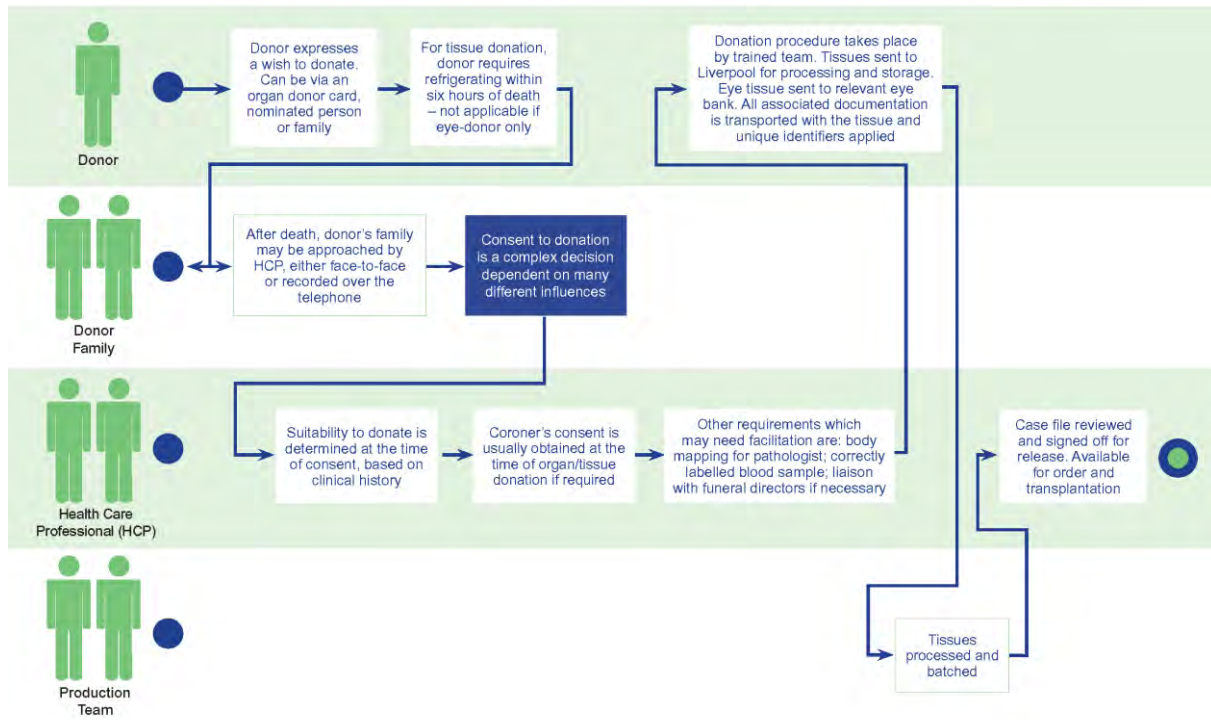 Donor
Donor expresses
a wish to donate.
Can be via an
organ donor card,
nominated person
or family
For tissue donation,
donor requires
refrigerating within
six hours of death
– not applicable if
eye-donor only
Donation procedure takes place
by trained team. Tissues sent to
Liverpool for processing and storage.
Eye tissue sent to relevant eye
bank. All associated documentation
is transported with the tissue and
unique identifiers applied
Donor
Family
After death, donor's family
may be approached by
HCP, either face-to-face
or recorded over the
telephone
Consent to donation
is a complex decision
dependent on many
different influences
Health Care
Professional (HCP)
Suitability to donate is
determined at the time
of consent, based on
clinical history
Coroner's consent is
usually obtained at the
time of organ/tissue
donation if required
Other requirements which
may need facilitation are: body
mapping for pathologist; correctly
labelled blood sample; liaison
with funeral directors if necessary
Case file reviewed
and signed off for
release. Available
for order and
transplantation
Production
Team
Tissues
processed and
batched